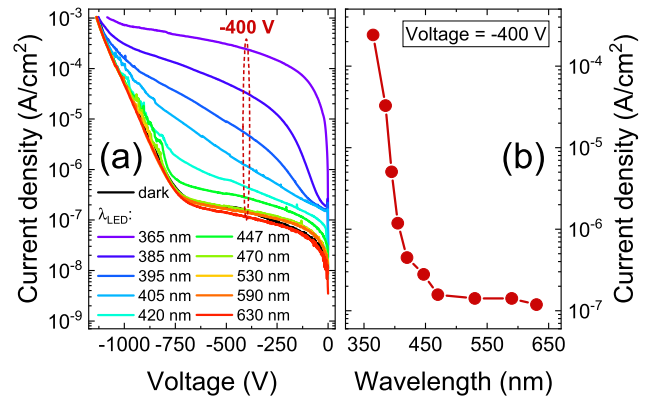 -400 V
10⁻³
10⁻⁴
10⁻⁵
10⁻⁶
10⁻⁷
10⁻⁸
10⁻⁹
Current density (A/cm²)
(a)
dark
λLED:
365 nm
385 nm
395 nm
405 nm
420 nm
447 nm
470 nm
530 nm
590 nm
630 nm
-1000 -750 -500 -250 0
Voltage (V)
Voltage = -400 V
(b)
10⁻⁴
10⁻⁵
10⁻⁶
10⁻⁷
Current density (A/cm²)
350 450 550 650
Wavelength (nm)